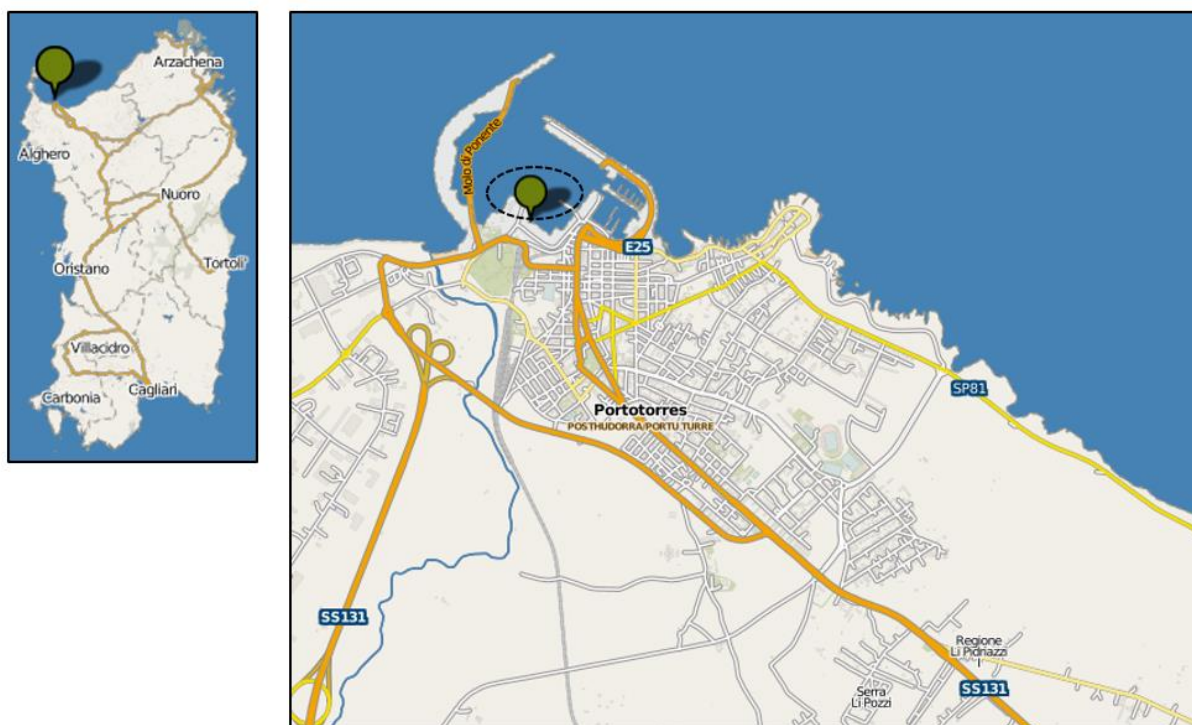 Arzachena
Alghero
Nuoro
Oristano
Tortoli'
Villacidro
Carbonia
Cagliari
Molo di Ponente
E25
SP81
Portotorres
POSTHUDORRA/PORTU TURRE
SS131
Regione
Li Pidriazzi
Serra
Li Pozzi
SS131